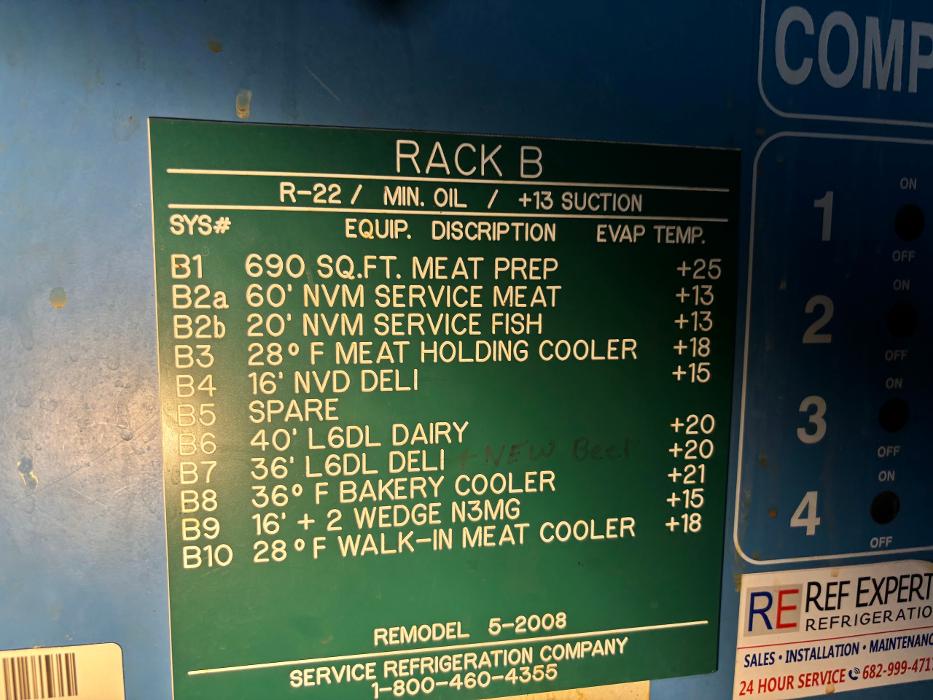 COMP
RACK B
R-22 / MIN. OIL / +13 SUCTION
SYS# EQUIP. DISCRIPTION EVAP TEMP.
B1 690 SQ.FT. MEAT PREP +25
B2a 60' NVM SERVICE MEAT +13
B2b 20' NVM SERVICE FISH +13
B3 28° F MEAT HOLDING COOLER +18
B4 16' NVD DELI +15
B5 SPARE
B6 40' L6DL DAIRY +20
B7 36' L6DL DELI + NEW Beer +20
B8 36° F BAKERY COOLER +21
B9 16' + 2 WEDGE N3MG +15
B10 28° F WALK-IN MEAT COOLER +18
REMODEL 5-2008
SERVICE REFRIGERATION COMPANY
1-800-460-4355
1 ON
OFF
2 ON
OFF
3 ON
OFF
4 ON
OFF
RE REF EXPERT
REFRIGERATIO
SALES • INSTALLATION • MAINTENANC
24 HOUR SERVICE 682-999-471